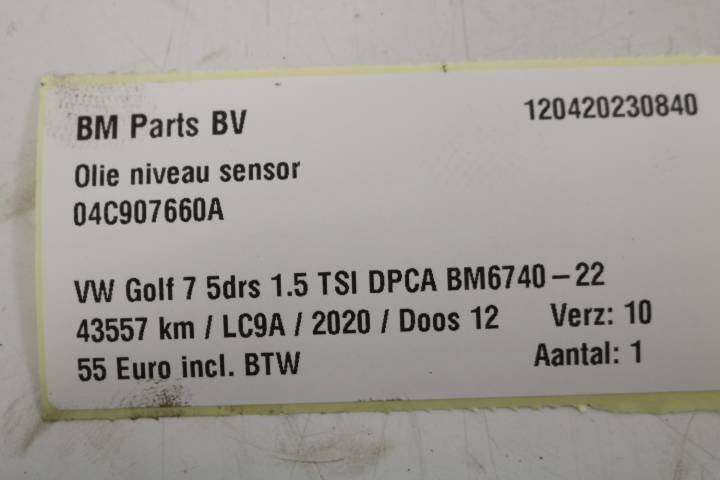 BM Parts BV 120420230840
Olie niveau sensor
04C907660A
VW Golf 7 5drs 1.5 TSI DPCA BM6740-22
43557 km / LC9A / 2020 / Doos 12 Verz: 10
55 Euro incl. BTW Aantal: 1